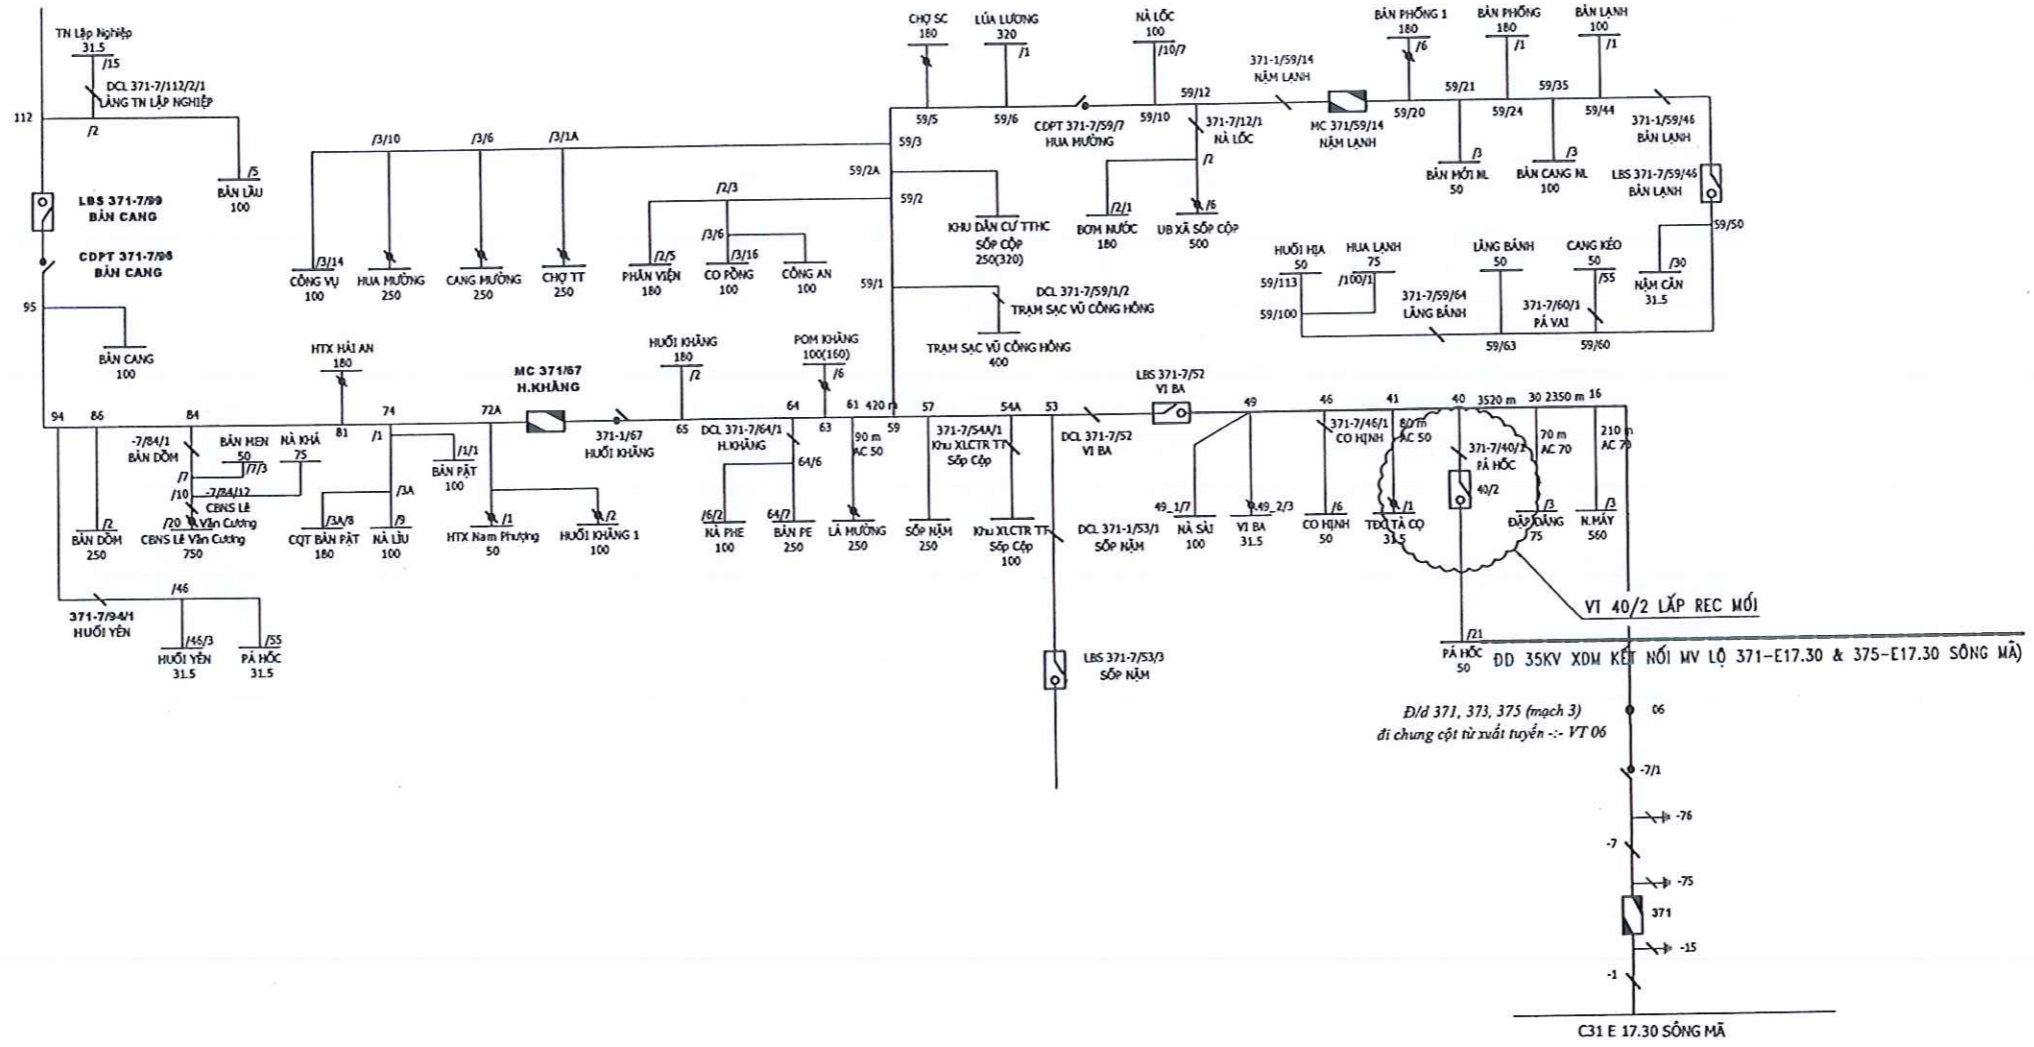 TN Lập Nghiệp
31.5
/15
DCL 371-7/112/2/1
LÀNG TN LẬP NGHIỆP
112
/2
/5
BẢN LẦU
100
LBS 371-7/99
BẢN CANG
CDPT 371-7/96
BẢN CANG
95
BẢN CANG
100
/3/10
/3/6
/3/1A
/3/14
CÔNG VỤ
100
HUA MƯỜNG
250
CANG MƯỜNG
250
CHỢ TT
250
/2/3
/3/6
/2/5
PHÂN VIỆN
180
/3/16
CO PỒNG
100
CÔNG AN
100
CHỢ SC
180
LÚA LƯƠNG
320
/1
NÀ LỐC
100
/10/7
371-1/59/14
NẬM LẠNH
BẢN PHỐNG 1
180
/6
BẢN PHỐNG
180
/1
BẢN LẠNH
100
/1
59/5
59/6
CDPT 371-7/59/7
HUA MƯỜNG
59/10
59/12
371-7/12/1
NÀ LỐC
/2
MC 371/59/14
NẬM LẠNH
59/20
59/21
59/24
59/35
59/44
371-1/59/46
BẢN LẠNH
59/3
59/2A
59/2
59/1
KHU DÂN CƯ TTHC
SỐP CỘP
250(320)
/2/1
BƠM NƯỚC
180
/6
UB XÃ SỐP CỘP
500
/3
BẢN MỚI NL
50
/3
BẢN CANG NL
100
LBS 371-7/59/46
BẢN LẠNH
59/50
/30
NẬM CĂN
31.5
HUỔI HỊA
50
59/113
HUA LẠNH
75
/100/1
59/100
371-7/59/64
LÃNG BÁNH
LÃNG BÁNH
50
CANG KÉO
50
/55
371-7/60/1
PÁ VAI
59/63
59/60
DCL 371-7/59/1/2
TRẠM SẠC VŨ CÔNG HỒNG
TRẠM SẠC VŨ CÔNG HỒNG
400
94
86
84
HTX HẢI AN
180
81
74
72A
MC 371/67
H.KHĂNG
371-1/67
HUỔI KHĂNG
HUỔI KHĂNG
180
/2
65
64
POM KHĂNG
100(160)
/6
63
61
420 m
59
57
54A
53
LBS 371-7/52
VI BA
DCL 371-7/52
VI BA
49
46
41
40
3520 m
30
2350 m
16
-7/84/1
BẢN DỒM
BẢN MEN
50
/7/3
NÀ KHÁ
75
/7
/10
-7/84/12
CBNS Lê
Văn Cương
/20
CBNS Lê Văn Cương
750
/2
BẢN DỒM
250
/1
/1/1
BẢN PẶT
100
/3A
/3A/8
CQT BẢN PẶT
180
/9
NÀ LÌU
100
/1
HTX Nam Phượng
50
/2
HUỔI KHĂNG 1
100
DCL 371-7/64/1
H.KHĂNG
64/6
/6/2
NÀ PHE
100
64/7
BẢN PE
250
90 m
AC 50
LÀ MƯỜNG
250
SỐP NẬM
250
371-7/54A/1
Khu XLCTR TT
Sốp Cộp
Khu XLCTR TT
Sốp Cộp
100
DCL 371-1/53/1
SỐP NẬM
LBS 371-7/53/3
SỐP NẬM
49_1/7
NÀ SÀI
100
49_2/3
VI BA
31.5
371-7/46/1
CO HỊNH
/6
CO HỊNH
50
80 m
AC 50
/1
TĐC TÀ CỌ
31.5
371-7/40/1
PÁ HỐC
40/2
70 m
AC 70
/3
ĐẬP DÂNG
75
210 m
AC 70
/3
N.MÁY
560
/46
371-7/94/1
HUỔI YÊN
/46/3
HUỔI YÊN
31.5
/55
PÁ HỐC
31.5
VT 40/2 LẮP REC MỚI
/21
PÁ HỐC
50
ĐD 35KV XDM KẾT NỐI MV LỘ 371-E17.30 & 375-E17.30 SÔNG MÃ)
Đ/d 371, 373, 375 (mạch 3)
đi chung cột từ xuất tuyến -:- VT 06
06
-7/1
-76
-7
-75
371
-15
-1
C31 E 17.30 SÔNG MÃ